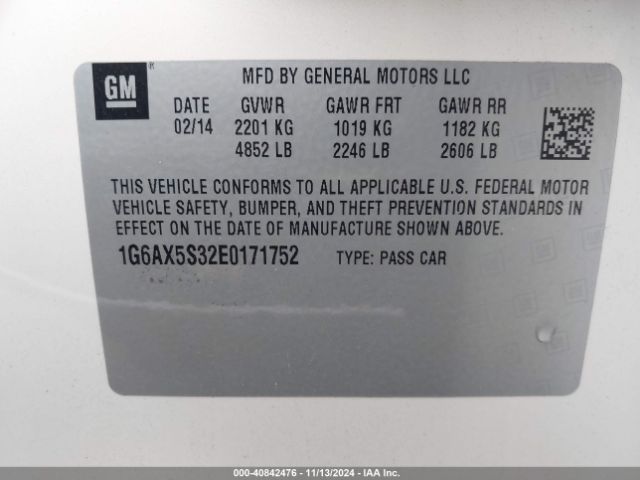 GM
MFD BY GENERAL MOTORS LLC
DATE GVWR GAWR FRT GAWR RR
02/14 2201 KG 1019 KG 1182 KG
4852 LB 2246 LB 2606 LB
THIS VEHICLE CONFORMS TO ALL APPLICABLE U.S. FEDERAL MOTOR
VEHICLE SAFETY, BUMPER, AND THEFT PREVENTION STANDARDS IN
EFFECT ON THE DATE OF MANUFACTURE SHOWN ABOVE.
1G6AX5S32E0171752 TYPE: PASS CAR
000-40842476 - 11/13/2024 - IAA Inc.